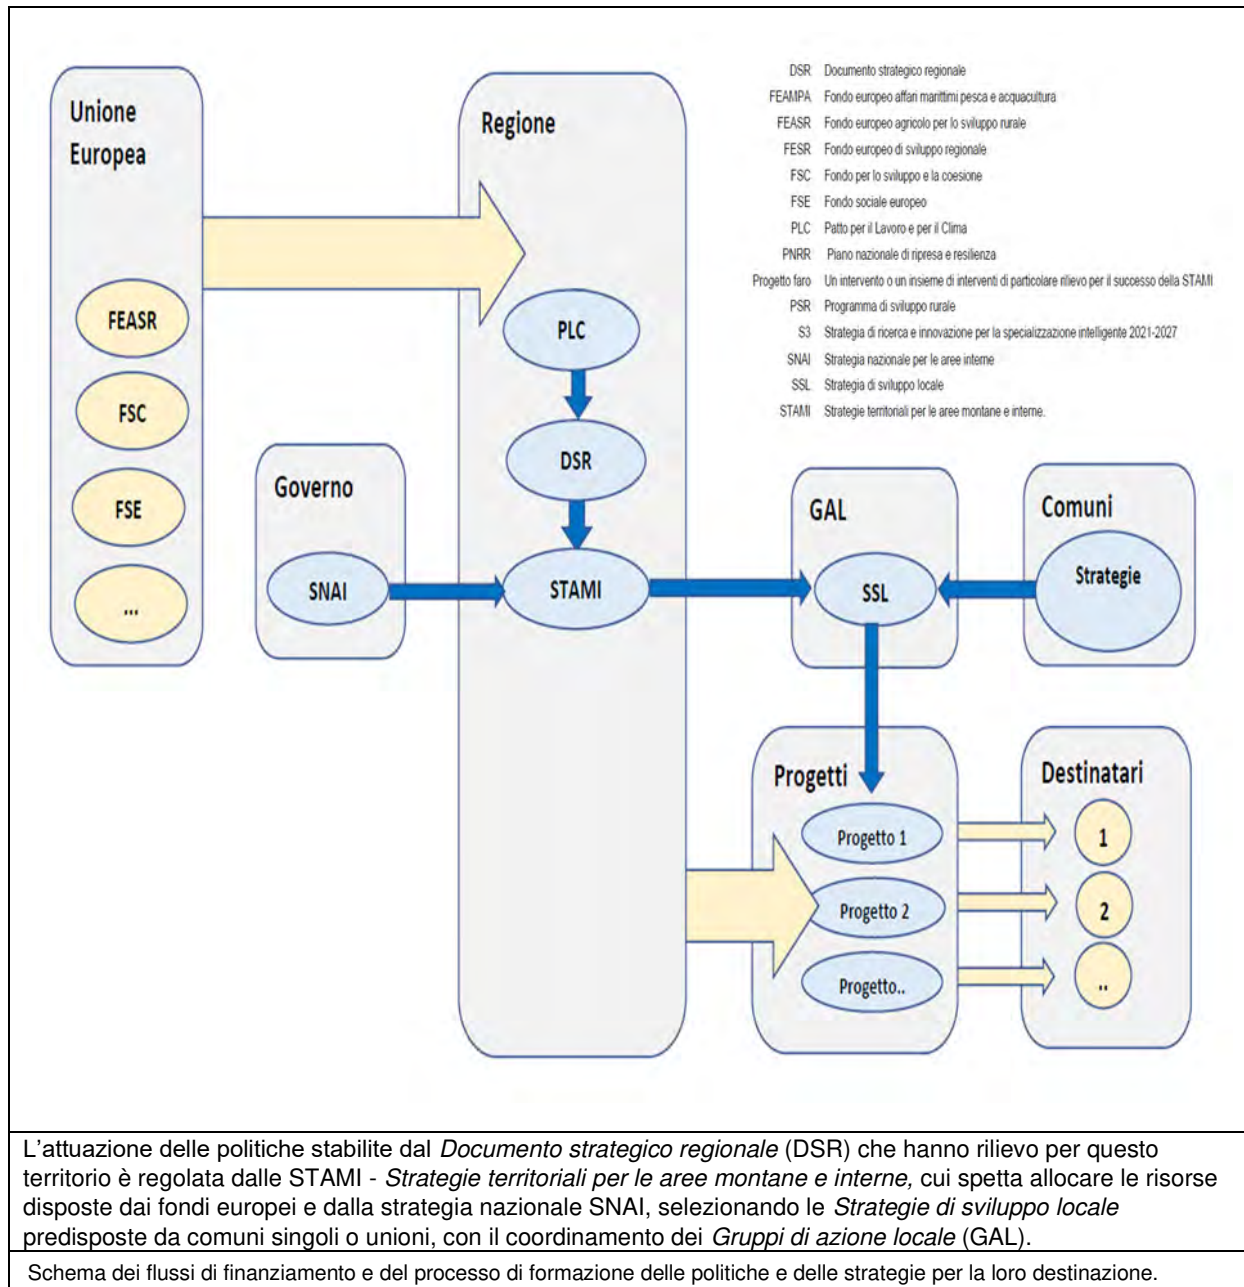 Unione
Europea
FEASR
FSC
FSE
...
Governo
SNAI
Regione
PLC
DSR
STAMI
DSR Documento strategico regionale
FEAMPA Fondo europeo affari marittimi pesca e acquacultura
FEASR Fondo europeo agricolo per lo sviluppo rurale
FESR Fondo europeo di sviluppo regionale
FSC Fondo per lo sviluppo e la coesione
FSE Fondo sociale europeo
PLC Patto per il Lavoro e per il Clima
PNRR Piano nazionale di ripresa e resilienza
Progetto faro Un intervento o un insieme di interventi di particolare rilievo per il successo della STAMI
PSR Programma di sviluppo rurale
S3 Strategia di ricerca e innovazione per la specializzazione intelligente 2021-2027
SNAI Strategia nazionale per le aree interne
SSL Strategia di sviluppo locale
STAMI Strategie territoriali per le aree montane e interne.
GAL
SSL
Comuni
Strategie
Progetti
Progetto 1
Progetto 2
Progetto..
Destinatari
1
2
..
L'attuazione delle politiche stabilite dal Documento strategico regionale (DSR) che hanno rilievo per questo
territorio è regolata dalle STAMI - Strategie territoriali per le aree montane e interne, cui spetta allocare le risorse
disposte dai fondi europei e dalla strategia nazionale SNAI, selezionando le Strategie di sviluppo locale
predisposte da comuni singoli o unioni, con il coordinamento dei Gruppi di azione locale (GAL).
Schema dei flussi di finanziamento e del processo di formazione delle politiche e delle strategie per la loro destinazione.